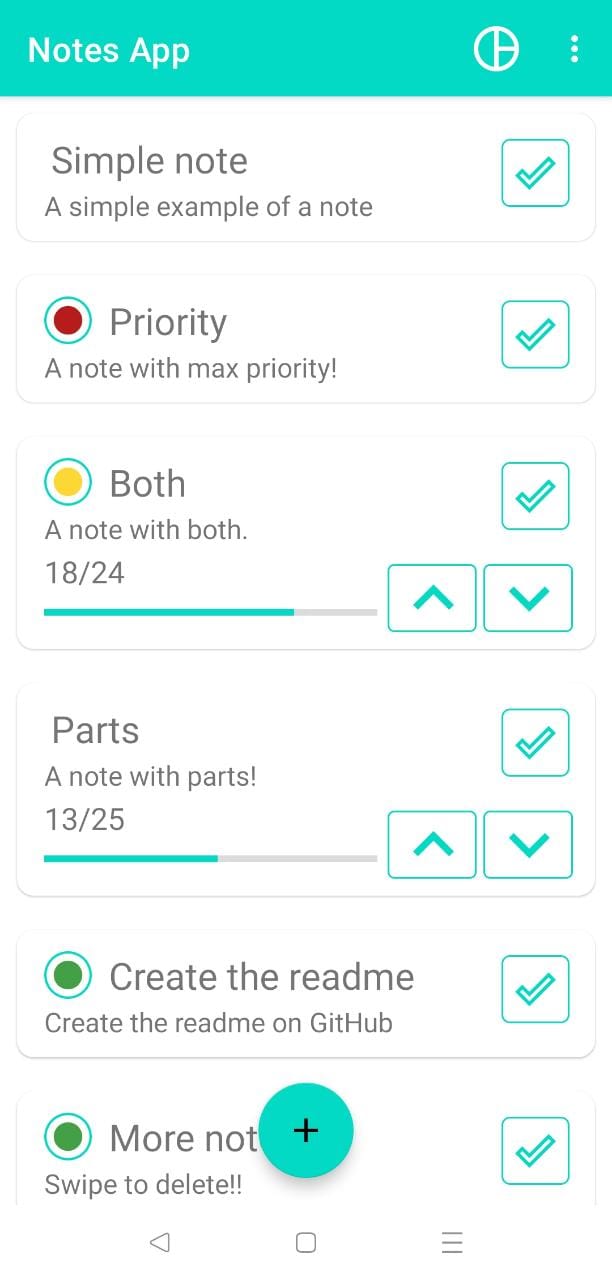 Notes App
Simple note
A simple example of a note
Priority
A note with max priority!
Both
A note with both.
18/24
Parts
A note with parts!
13/25
Create the readme
Create the readme on GitHub
More not
Swipe to delete!!